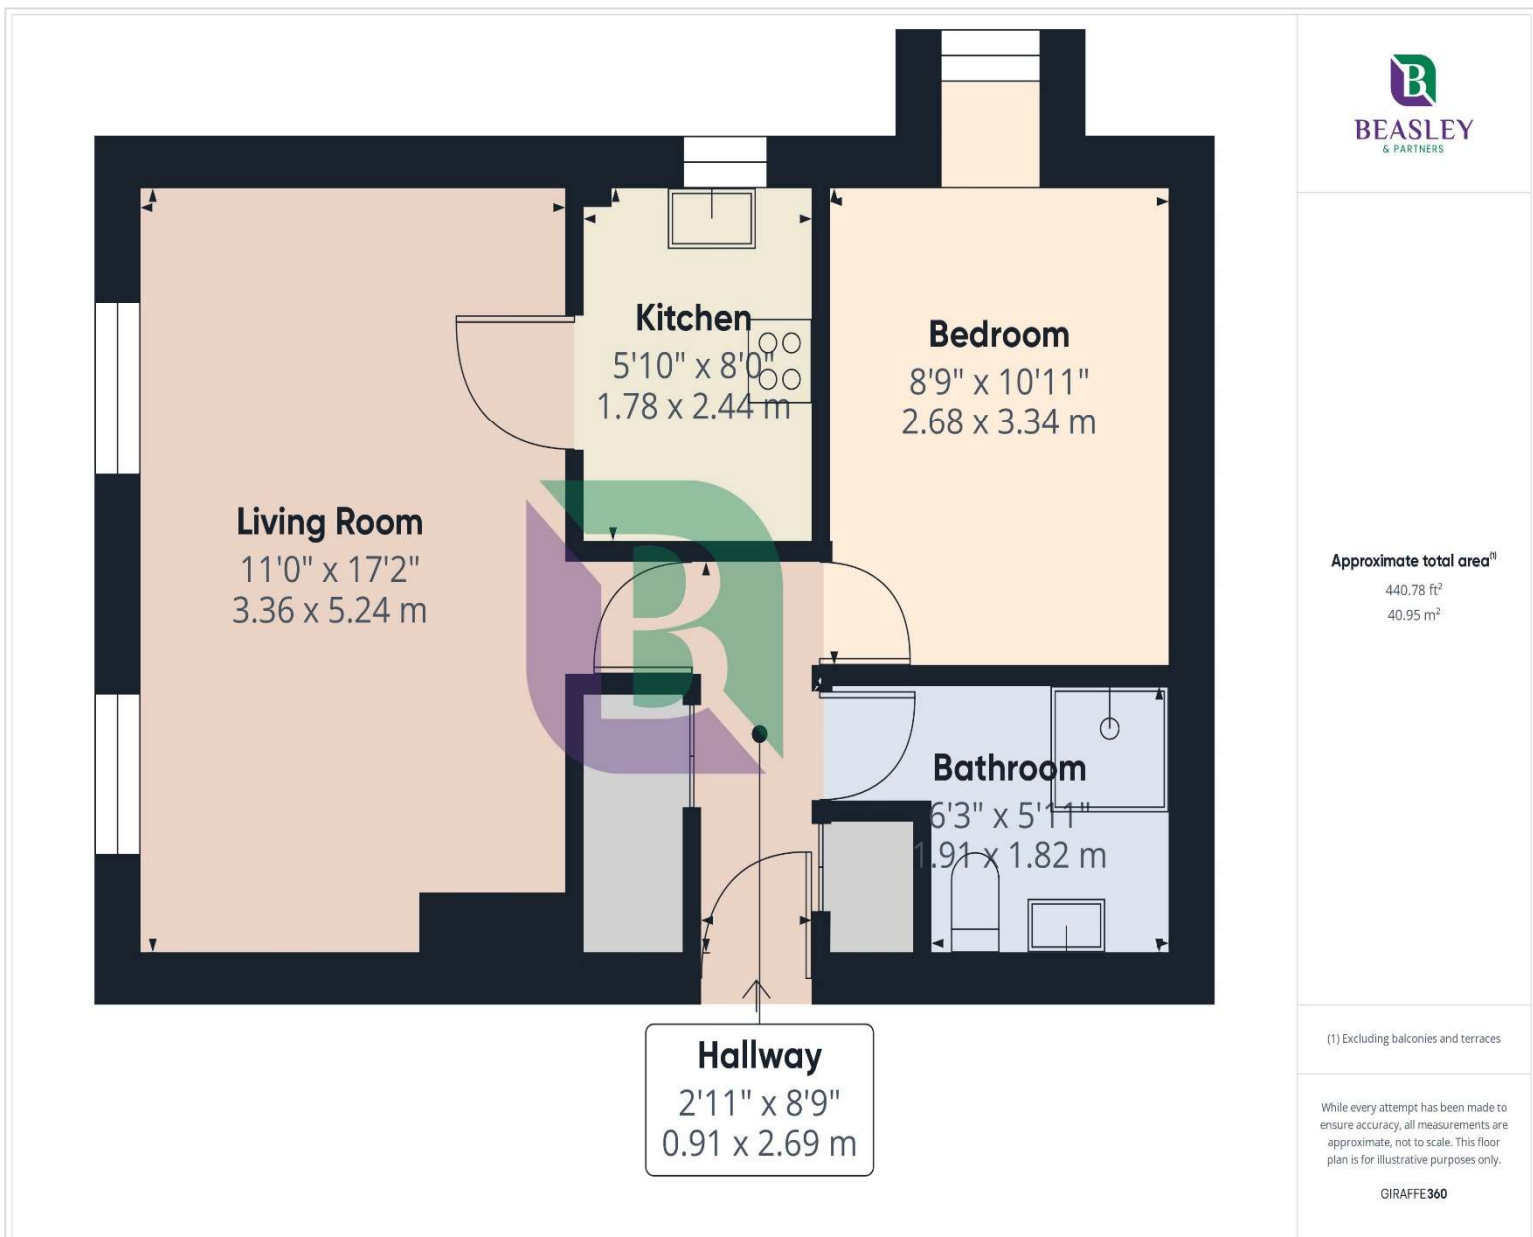 B
BEASLEY
& PARTNERS
Kitchen
5'10" x 8'0"
1.78 x 2.44 m
Bedroom
8'9" x 10'11"
2.68 x 3.34 m
Living Room
11'0" x 17'2"
3.36 x 5.24 m
B
Bathroom
6'3" x 5'11"
1.91 x 1.82 m
Hallway
2'11" x 8'9"
0.91 x 2.69 m
Approximate total area(1)
440.78 ft²
40.95 m²
(1) Excluding balconies and terraces
While every attempt has been made to
ensure accuracy, all measurements are
approximate, not to scale. This floor
plan is for illustrative purposes only.
GIRAFFE360